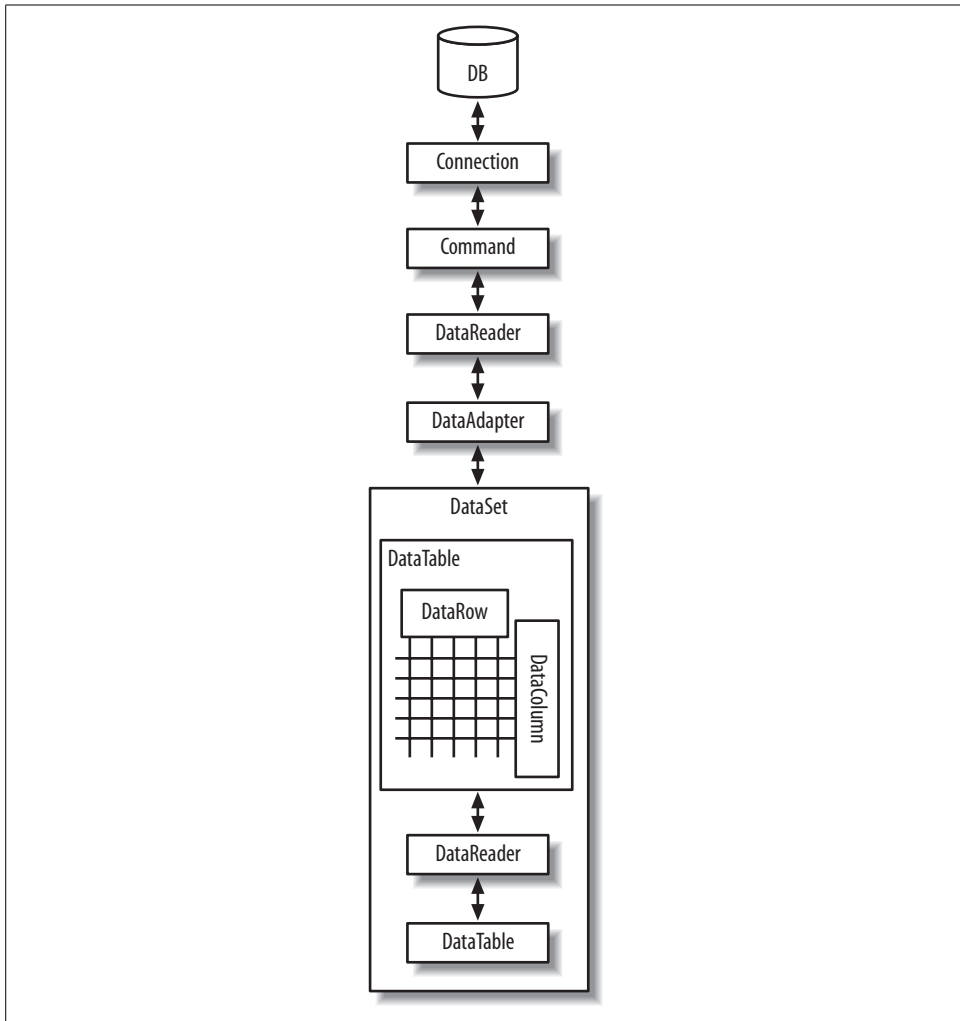 DB
Connection
Command
DataReader
DataAdapter
DataSet
DataTable
DataRow
DataColumn
DataReader
DataTable